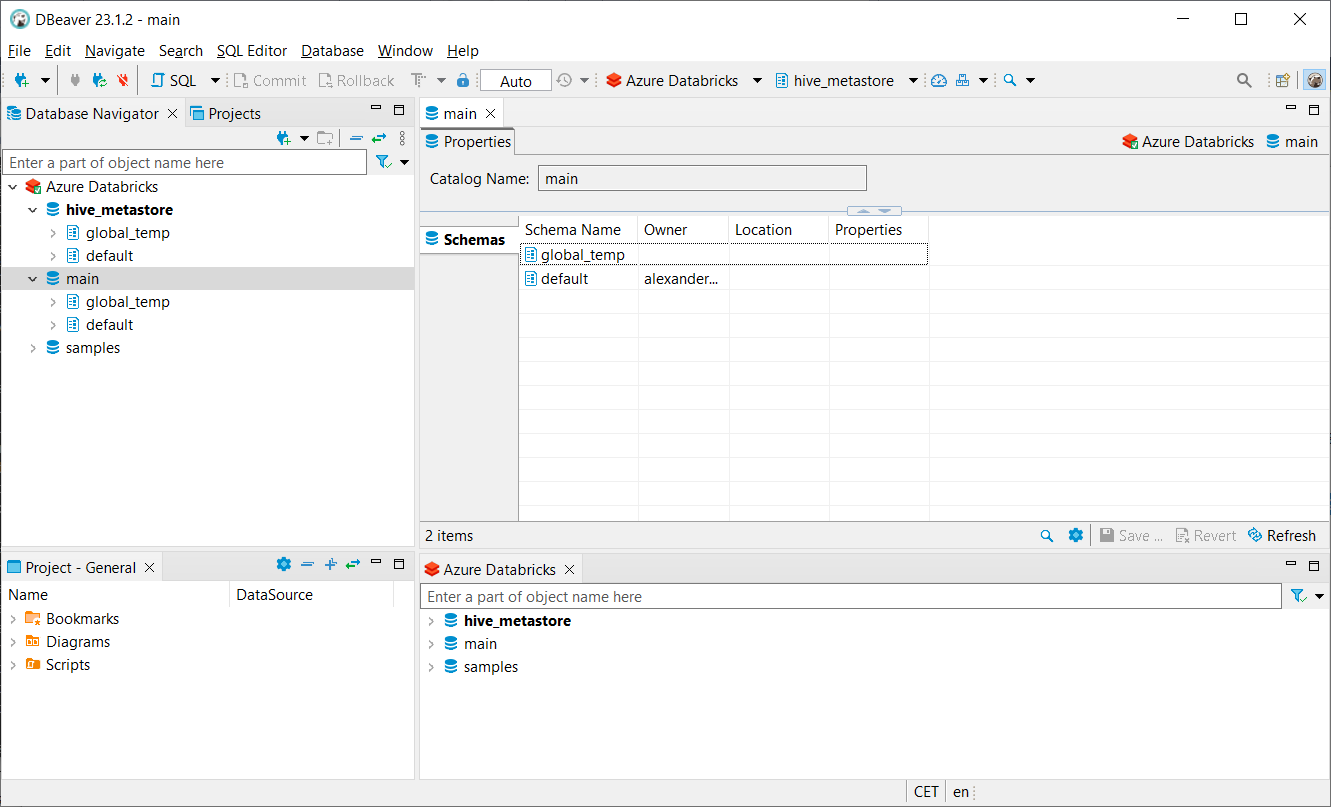 DBeaver 23.1.2 - main
File Edit Navigate Search SQL Editor Database Window Help
SQL Commit Rollback Auto Azure Databricks hive_metastore
Database Navigator Projects
Enter a part of object name here
Azure Databricks
hive_metastore
global_temp
default
main
global_temp
default
samples
main
Properties Azure Databricks main
Catalog Name: main
Schemas
Schema Name Owner Location Properties
global_temp
default alexander...
2 items Save ... Revert Refresh
Project - General
Name DataSource
Bookmarks
Diagrams
Scripts
Azure Databricks
Enter a part of object name here
hive_metastore
main
samples
CET en